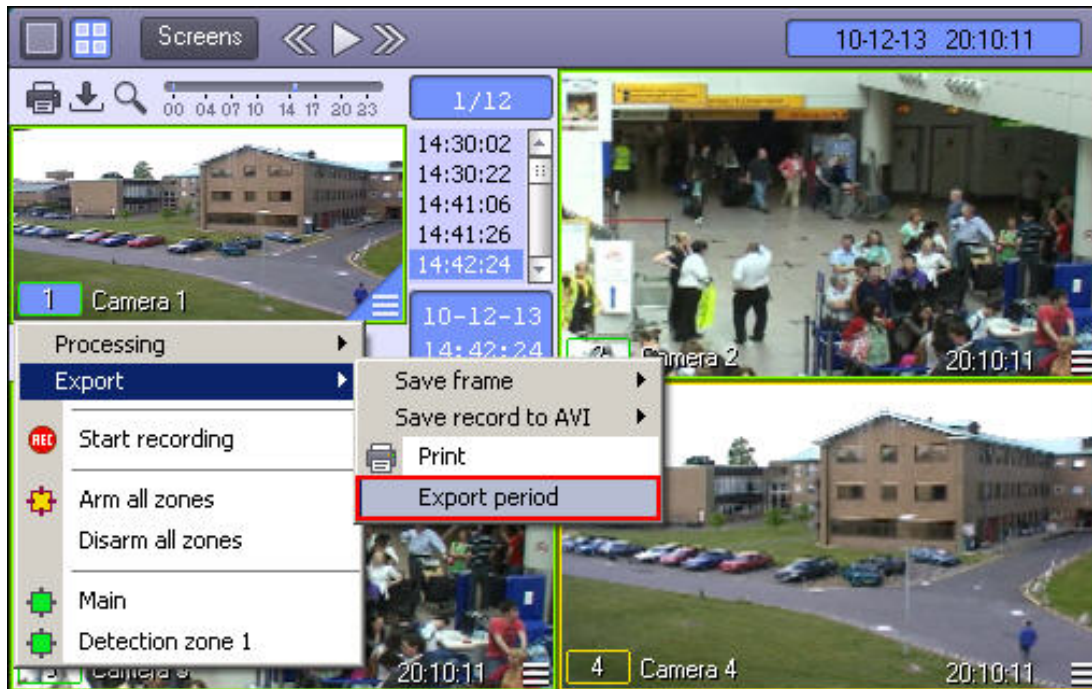 Screens
10-12-13 20:10:11
00 04 07 10 14 17 20 23
1/12
14:30:02
14:30:22
14:41:06
14:41:26
14:42:24
10-12-13
14:42:24
1 Camera 1
Camera 2
20:10:11
Processing
Export
Start recording
REC
Arm all zones
Disarm all zones
Main
Detection zone 1
Save frame
Save record to AVI
Print
Export period
Camera 3
20:10:11
4 Camera 4
20:10:11